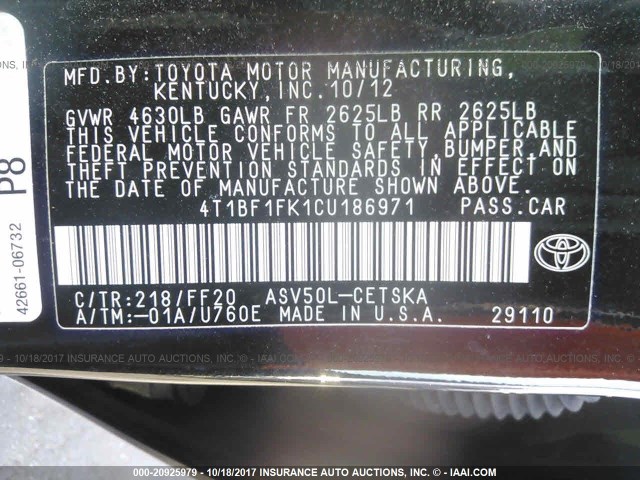 MFD. BY: TOYOTA MOTOR MANUFACTURING,
KENTUCKY, INC. 10/12
GVWR 4630LB GAWR FR 2625LB RR 2625LB
THIS VEHICLE CONFORMS TO ALL APPLICABLE
FEDERAL MOTOR VEHICLE SAFETY, BUMPER, AND
THEFT PREVENTION STANDARDS IN EFFECT ON
THE DATE OF MANUFACTURE SHOWN ABOVE.
4T1BF1FK1CU186971 PASS.CAR
TOYOTA
C/TR:218/FF20 ASV50L-CETSKA
A/TM:-01A/U760E MADE IN U.S.A. 29110
P8
42661-06732
000-20925979 - 10/18/2017 INSURANCE AUTO AUCTIONS, INC. - © IAAI.COM